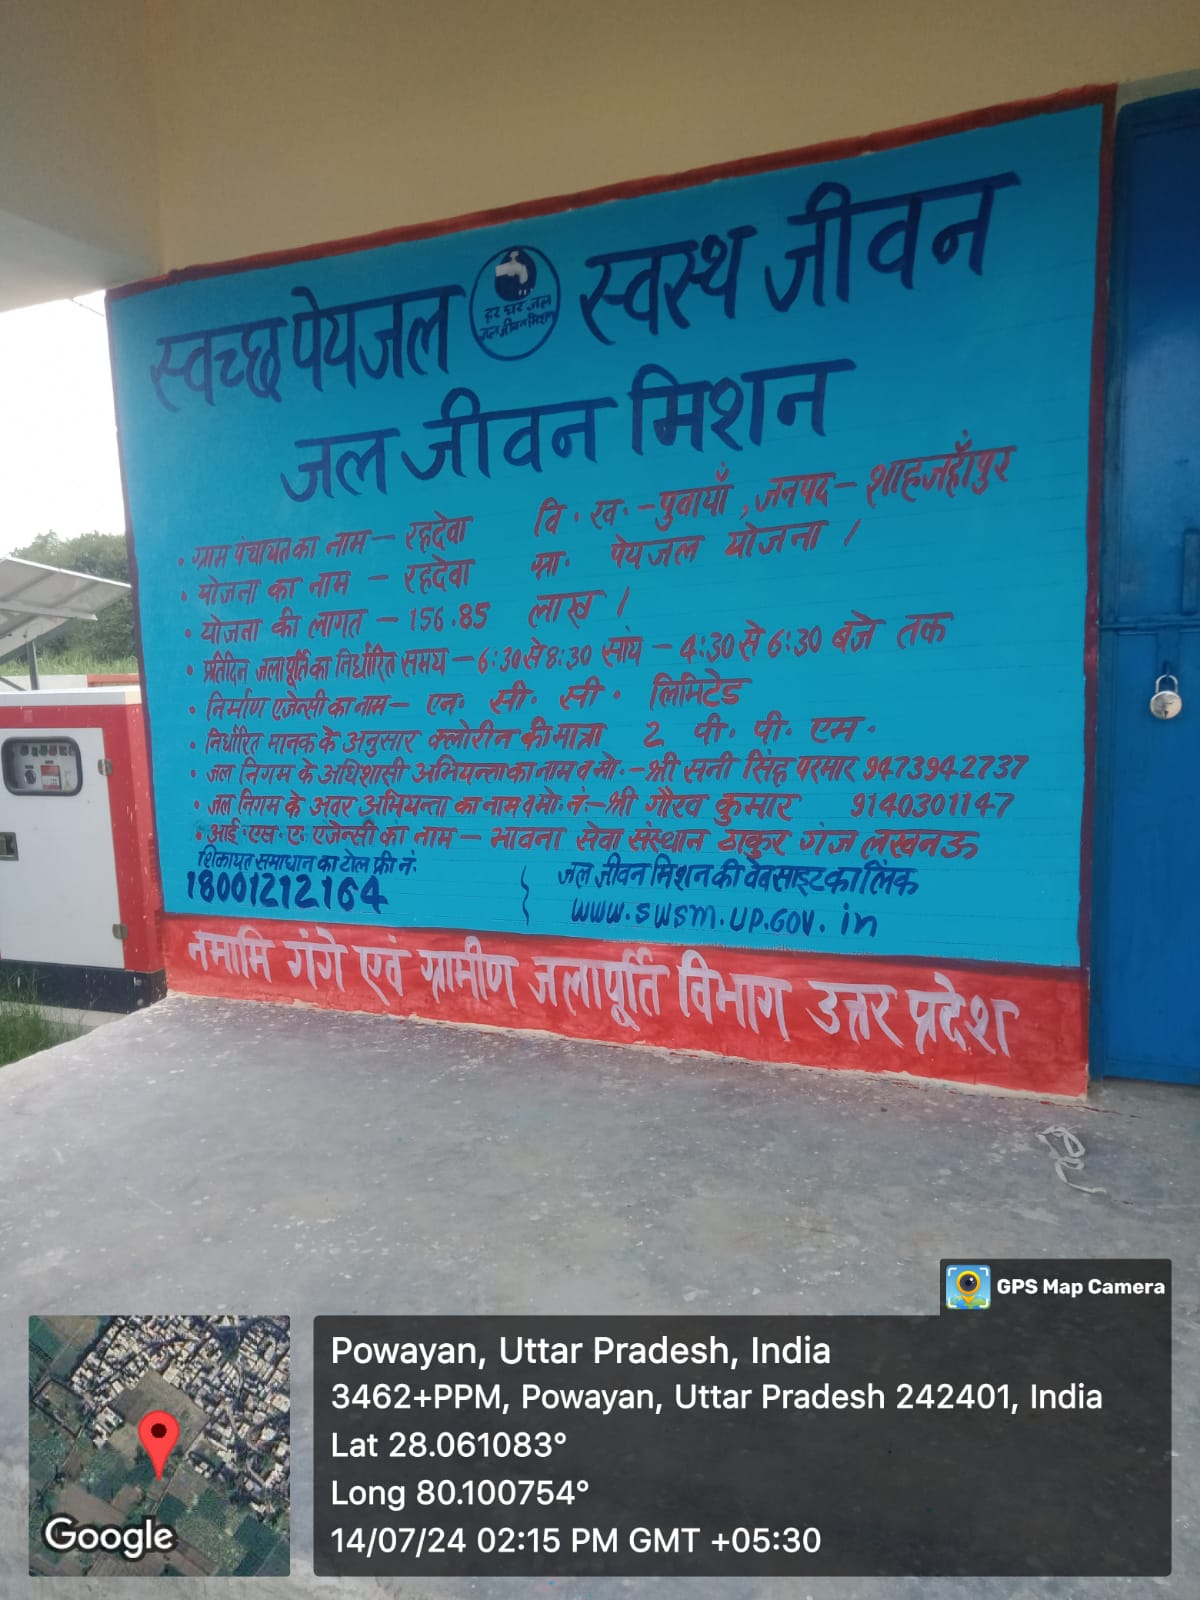 स्वच्छ पेयजल स्वस्थ जीवन
हर घर जल
जल जीवन मिशन
जल जीवन मिशन
• ग्राम पंचायत का नाम – रहदेवा वि. ख. - पुवायाँ, जनपद – शाहजहाँपुर
• योजना का नाम – रहदेवा ग्रा. पेयजल योजना ।
• योजना की लागत – 156.85 लाख ।
• प्रतिदिन जलापूर्ति का निर्धारित समय – 6:30 से 8:30 सांय – 4:30 से 6:30 बजे तक
• निर्माण एजेन्सी का नाम – एन. सी. सी. लिमिटेड
• निर्धारित मानक के अनुसार क्लोरीन की मात्रा 2 पी. पी. एम.
• जल निगम के अधिशासी अभियन्ता का नाम व मो. – श्री सनी सिंह परमार 9473942737
• जल निगम के अवर अभियन्ता का नाम व मो. नं. – श्री गौरव कुमार 9140301147
• आई. एस. ए. एजेन्सी का नाम – भावना सेवा संस्थान ठाकुर गंज लखनऊ
शिकायत समाधान का टोल फ्री नं.
18001212164
जल जीवन मिशन की वेबसाइट का लिंक
www.swsm.up.gov.in
नमामि गंगे एवं ग्रामीण जलापूर्ति विभाग उत्तर प्रदेश
GPS Map Camera
Powayan, Uttar Pradesh, India
3462+PPM, Powayan, Uttar Pradesh 242401, India
Lat 28.061083°
Long 80.100754°
14/07/24 02:15 PM GMT +05:30
Google